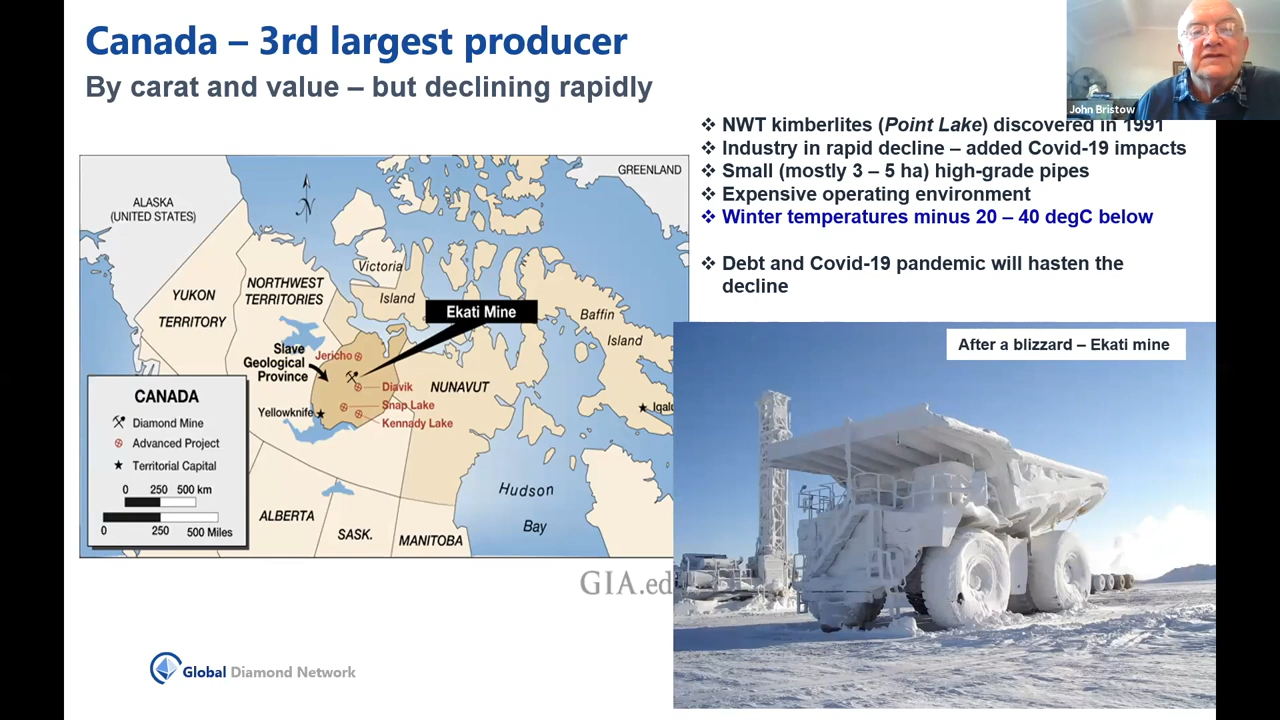 Canada – 3rd largest producer
By carat and value – but declining rapidly
John Bristow
❖ NWT kimberlites (Point Lake) discovered in 1991
❖ Industry in rapid decline – added Covid-19 impacts
❖ Small (mostly 3 – 5 ha) high-grade pipes
❖ Expensive operating environment
❖ Winter temperatures minus 20 – 40 degC below
❖ Debt and Covid-19 pandemic will hasten the
decline
GREENLAND
ALASKA
(UNITED STATES)
N
Victoria
Island
YUKON
TERRITORY
NORTHWEST
TERRITORIES
Ekati Mine
Baffin
Island
Slave
Geological
Province
Jericho
Diavik
Snap Lake
Kennady Lake
NUNAVUT
Yellowknife
Iqalu
Hudson
Bay
ALBERTA
SASK.
MANITOBA
CANADA
Diamond Mine
Advanced Project
Territorial Capital
0 250 500 km
0 250 500 Miles
GIA.ed
After a blizzard – Ekati mine
Global Diamond Network